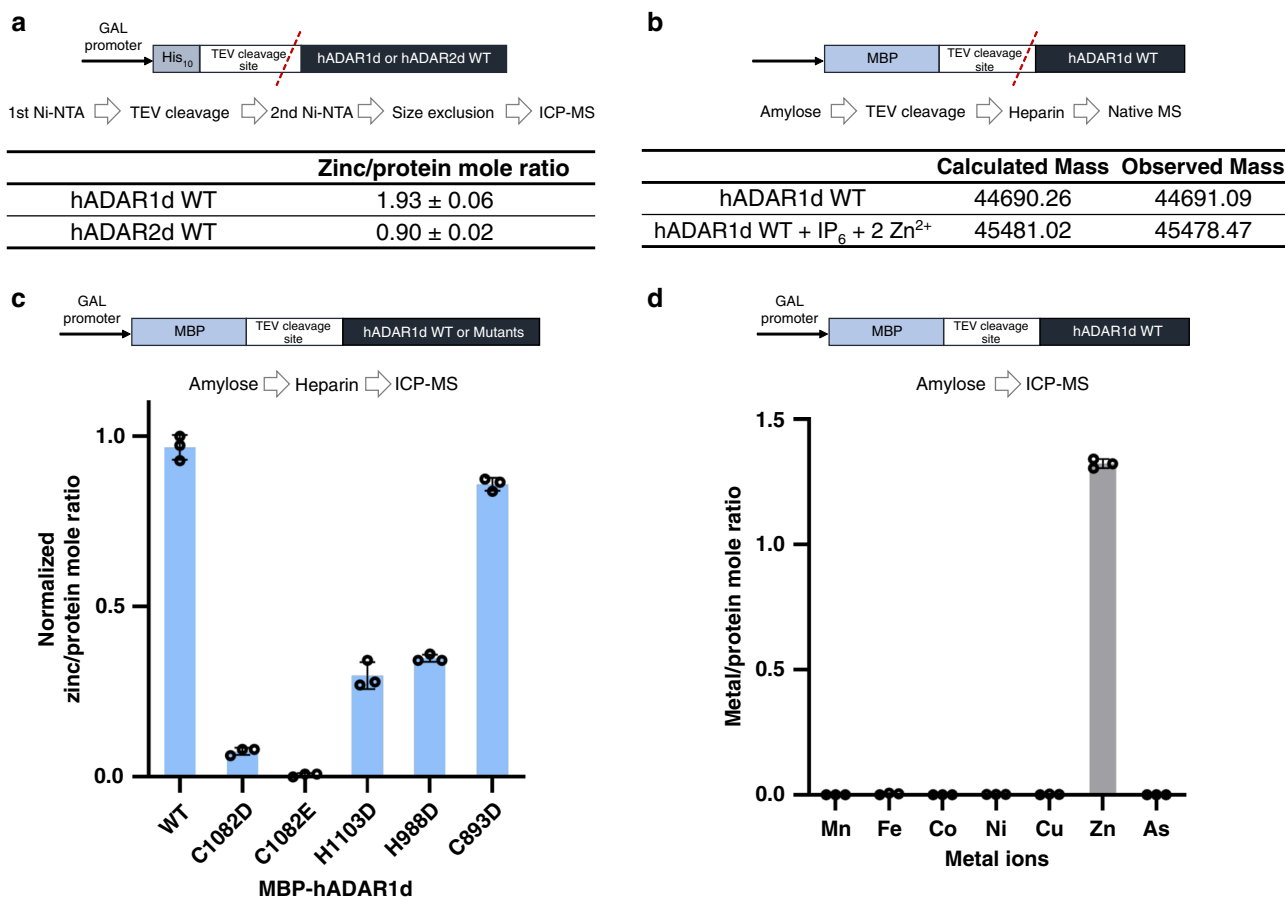 a
GAL
promoter
His10
TEV cleavage
site
hADAR1d or hADAR2d WT
1st Ni-NTA
TEV cleavage
2nd Ni-NTA
Size exclusion
ICP-MS
Zinc/protein mole ratio
hADAR1d WT 1.93 ± 0.06
hADAR2d WT 0.90 ± 0.02
b
MBP
TEV cleavage
site
hADAR1d WT
Amylose
TEV cleavage
Heparin
Native MS
Calculated Mass Observed Mass
hADAR1d WT 44690.26 44691.09
hADAR1d WT + IP6 + 2 Zn2+ 45481.02 45478.47
c
GAL
promoter
MBP
TEV cleavage
site
hADAR1d WT or Mutants
Amylose
Heparin
ICP-MS
Normalized
zinc/protein mole ratio
1.0
0.5
0.0
WT
C1082D
C1082E
H1103D
H988D
C893D
MBP-hADAR1d
d
GAL
promoter
MBP
TEV cleavage
site
hADAR1d WT
Amylose
ICP-MS
Metal/protein mole ratio
1.5
1.0
0.5
0.0
Mn Fe Co Ni Cu Zn As
Metal ions